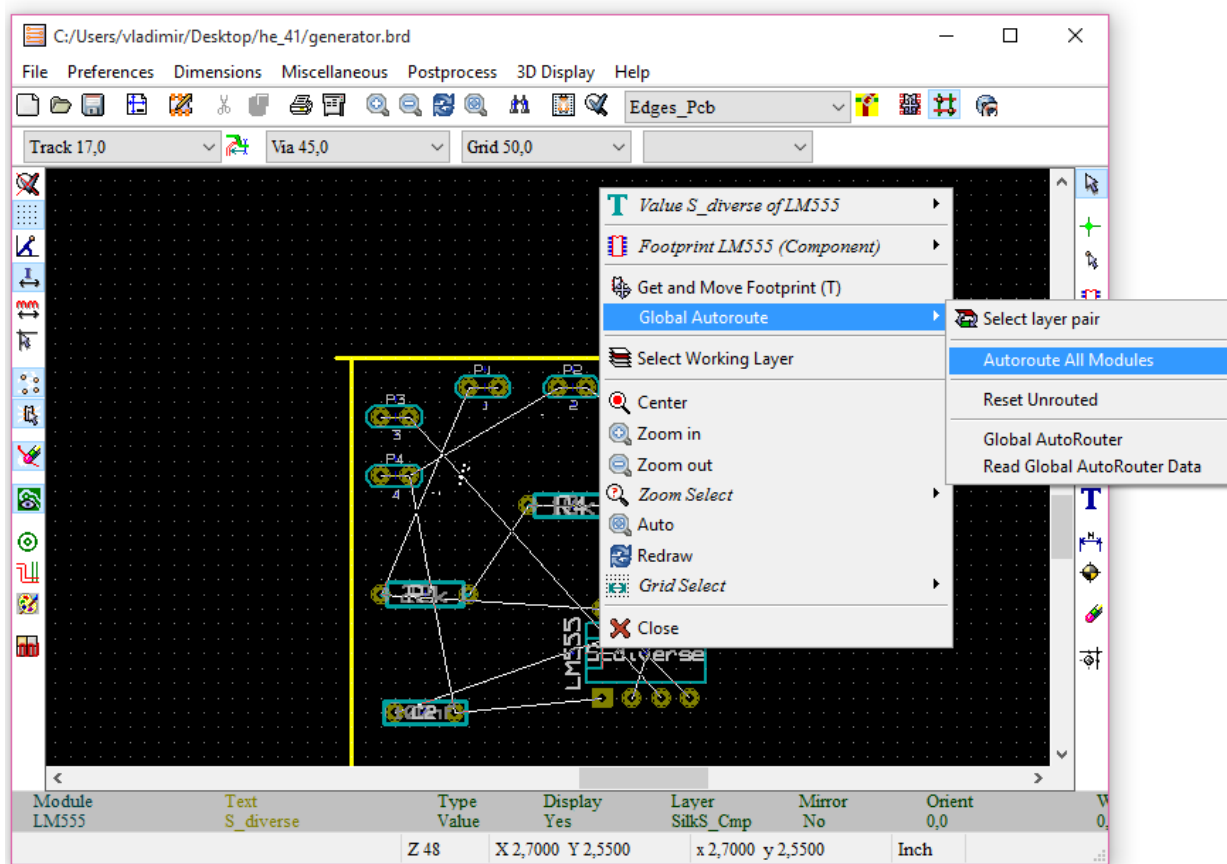 C:/Users/vladimir/Desktop/he_41/generator.brd
File Preferences Dimensions Miscellaneous Postprocess 3D Display Help
Edges_Pcb
Track 17,0 Via 45,0 Grid 50,0
Value S_diverse of LM555
Footprint LM555 (Component)
Get and Move Footprint (T)
Global Autoroute
Select layer pair
Select Working Layer
Autoroute All Modules
Reset Unrouted
Center
Zoom in
Global AutoRouter
Zoom out
Read Global AutoRouter Data
Zoom Select
Auto
Redraw
Grid Select
Close
P1
P2
1
2
P3
3
P4
4
LM555
S_diverse
mm
T
N
Module Text Type Display Layer Mirror Orient W
LM555 S_diverse Value Yes SilkS_Cmp No 0,0 0,
Z 48 X 2,7000 Y 2,5500 x 2,7000 y 2,5500 Inch